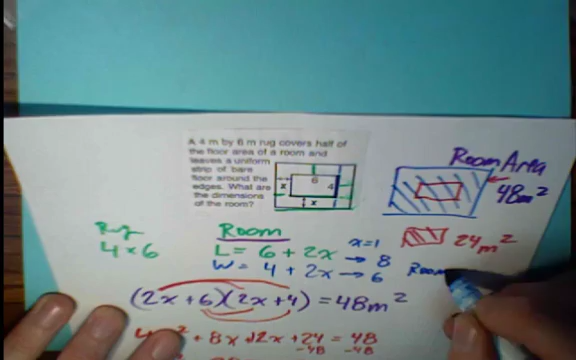 A 4 m by 6 m rug covers half of
the floor area of a room and
leaves a uniform
strip of bare
floor around the
edges. What are
the dimensions
of the room?
6
4
x
x
Room Area
48m²
24m²
Rug
4×6
Room
L = 6 + 2x → 8
W = 4 + 2x → 6
x=1
Room
(2x+6)(2x+4) = 48m²
+ 8x + 12x + 24 = 48
-48 -48